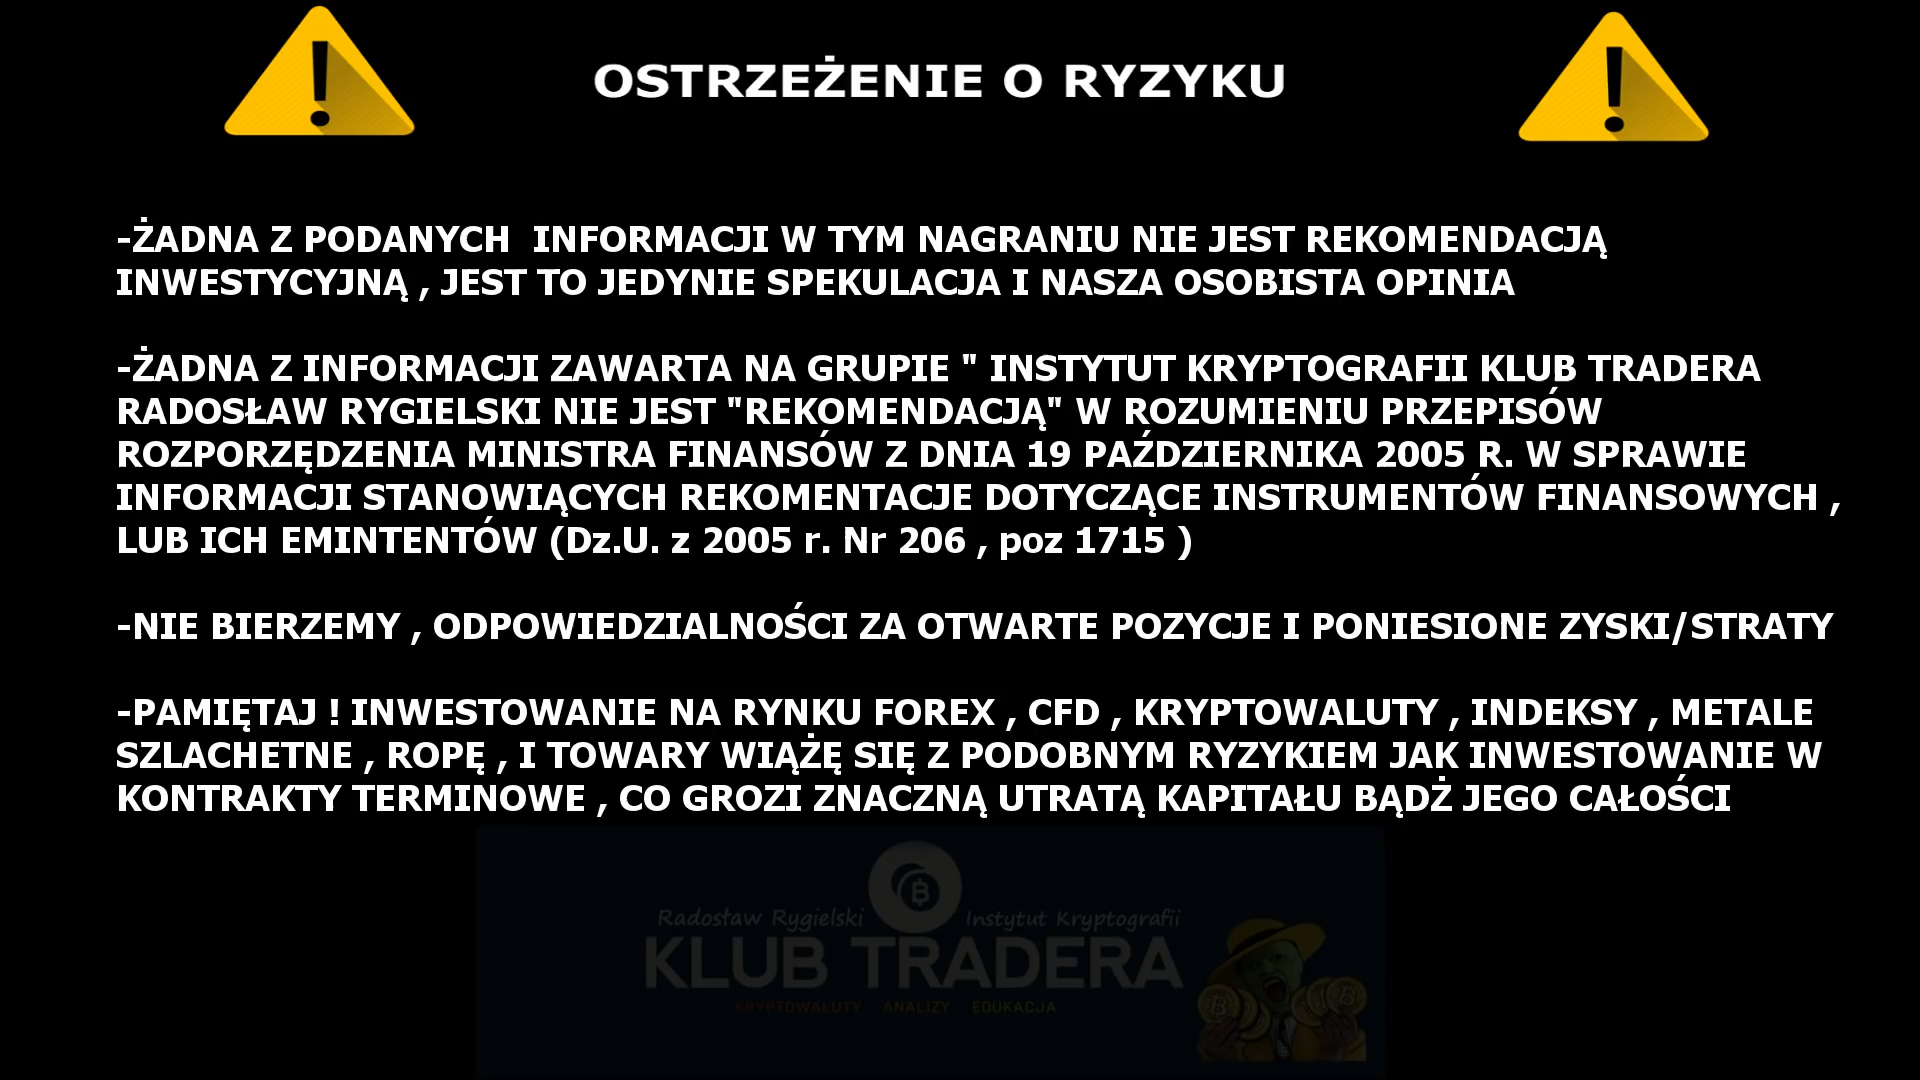 OSTRZEŻENIE O RYZYKU
-ŻADNA Z PODANYCH  INFORMACJI W TYM NAGRANIU NIE JEST REKOMENDACJĄ
INWESTYCYJNĄ , JEST TO JEDYNIE SPEKULACJA I NASZA OSOBISTA OPINIA
-ŻADNA Z INFORMACJI ZAWARTA NA GRUPIE " INSTYTUT KRYPTOGRAFII KLUB TRADERA
RADOSŁAW RYGIELSKI NIE JEST "REKOMENDACJĄ" W ROZUMIENIU PRZEPISÓW
ROZPORZĘDZENIA MINISTRA FINANSÓW Z DNIA 19 PAŹDZIERNIKA 2005 R. W SPRAWIE
INFORMACJI STANOWIĄCYCH REKOMENTACJE DOTYCZĄCE INSTRUMENTÓW FINANSOWYCH ,
LUB ICH EMINTENTÓW (Dz.U. z 2005 r. Nr 206 , poz 1715 )
-NIE BIERZEMY , ODPOWIEDZIALNOŚCI ZA OTWARTE POZYCJE I PONIESIONE ZYSKI/STRATY
-PAMIĘTAJ ! INWESTOWANIE NA RYNKU FOREX , CFD , KRYPTOWALUTY , INDEKSY , METALE
SZLACHETNE , ROPĘ , I TOWARY WIĄŻĘ SIĘ Z PODOBNYM RYZYKIEM JAK INWESTOWANIE W
KONTRAKTY TERMINOWE , CO GROZI ZNACZNĄ UTRATĄ KAPITAŁU BĄDŻ JEGO CAŁOŚCI
Radosław Rygielski Instytut Kryptografii
KLUB TRADERA
KRYPTOWALUTY ANALIZY EDUKACJA